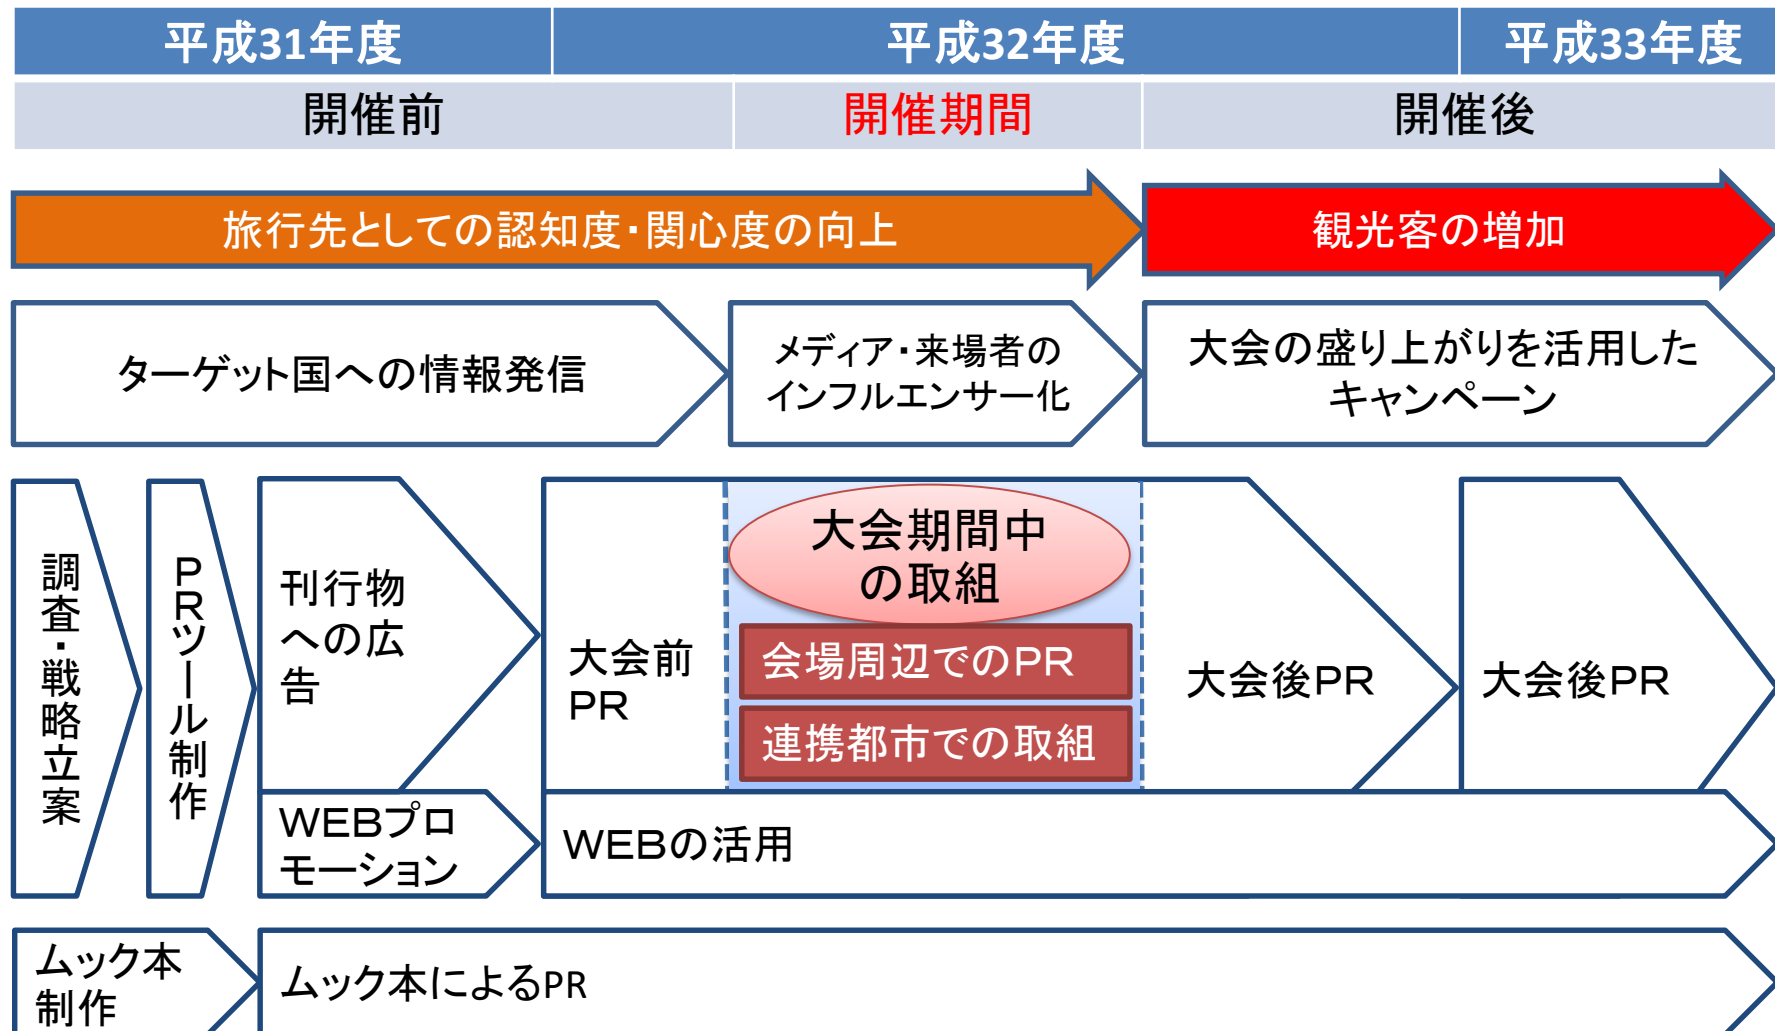 平成31年度
平成32年度
平成33年度
開催前
開催期間
開催後
旅行先としての認知度・関心度の向上
観光客の増加
ターゲット国への情報発信
メディア・来場者の
インフルエンサー化
大会の盛り上がりを活用した
キャンペーン
調査・戦略立案
ＰＲツール制作
刊行物
への広
告
大会前
ＰＲ
大会期間中
の取組
会場周辺でのＰＲ
連携都市での取組
大会後ＰＲ
大会後ＰＲ
ＷＥＢプロ
モーション
ＷＥＢの活用
ムック本
制作
ムック本によるPR